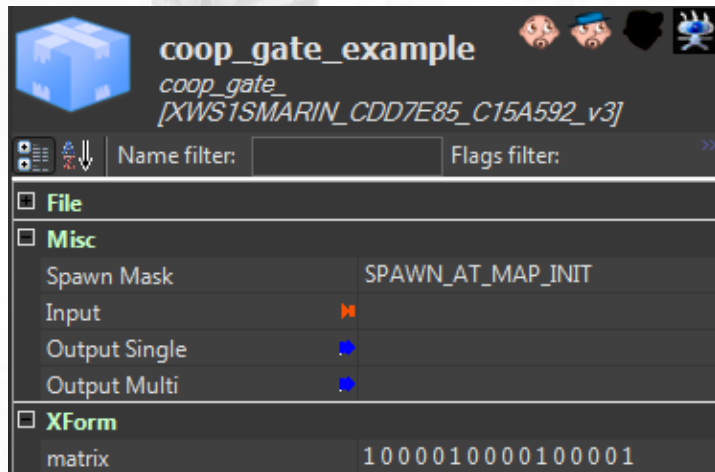 coop_gate_example
coop_gate_
[XWS1SMARIN_CDD7E85_C15A592_v3]
Name filter: Flags filter: »
File
Misc
Spawn Mask SPAWN_AT_MAP_INIT
Input
Output Single
Output Multi
XForm
matrix 1 0 0 0 0 1 0 0 0 0 1 0 0 0 0 1